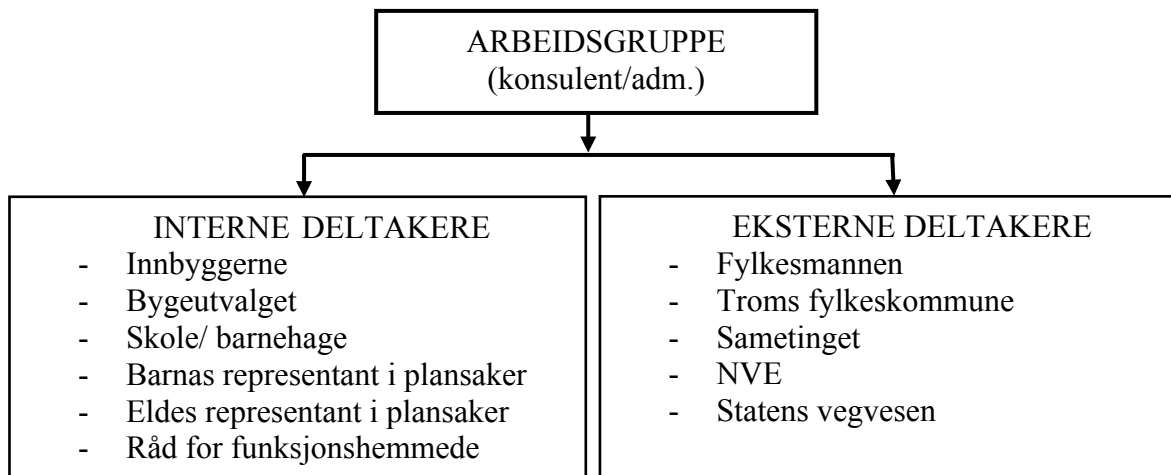 ARBEIDSGRUPPE
(konsulent/adm.)
INTERNE DELTAKERE
- Innbyggerne
- Bygeutvalget
- Skole/ barnehage
- Barnas representant i plansaker
- Eldes representant i plansaker
- Råd for funksjonshemmede
EKSTERNE DELTAKERE
- Fylkesmannen
- Troms fylkeskommune
- Sametinget
- NVE
- Statens vegvesen